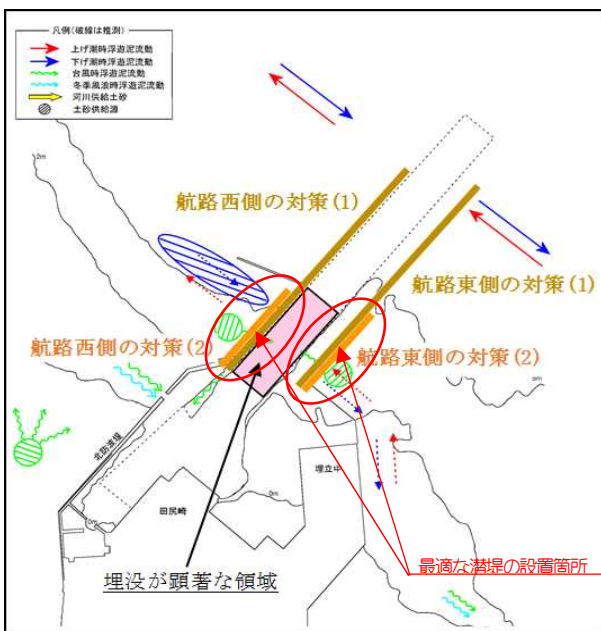 凡例(破線は推測)
上げ潮時浮遊泥流動
下げ潮時浮遊泥流動
台風時浮遊泥流動
冬季風浪時浮遊泥流動
河川供給土砂
土砂供給源
2m
航路西側の対策(1)
航路東側の対策(1)
航路西側の対策(2)
航路東側の対策(2)
北防波堤
埋立中
0m
0m
田尻崎
埋没が顕著な領域
最適な潜堤の設置箇所